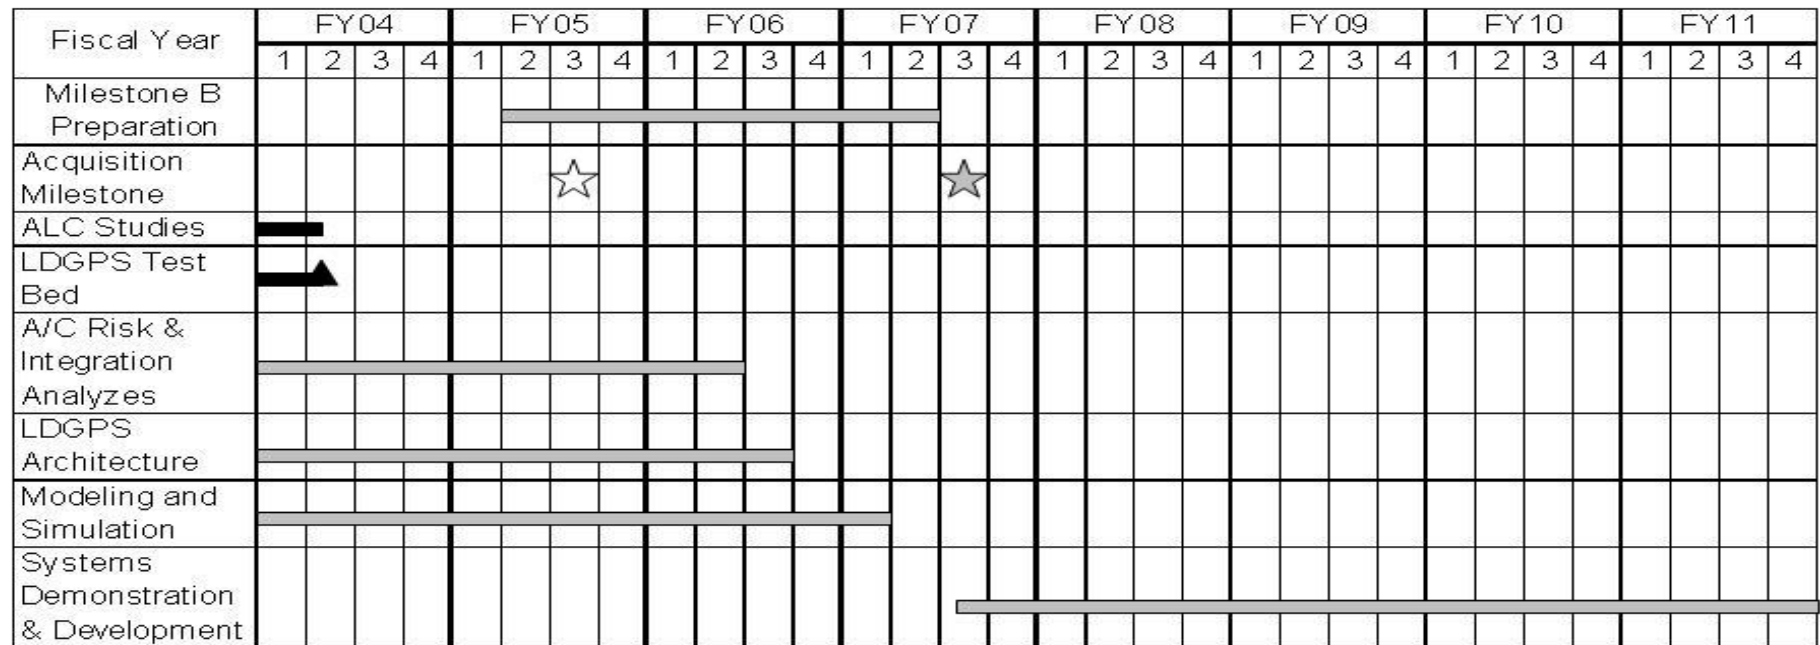 Fiscal Year FY04 FY05 FY06 FY07 FY08 FY09 FY10 FY11
1 2 3 4 1 2 3 4 1 2 3 4 1 2 3 4 1 2 3 4 1 2 3 4 1 2 3 4 1 2 3 4
Milestone B
Preparation
Acquisition
Milestone
ALC Studies
LDGPS Test
Bed
A/C Risk &
Integration
Analyzes
LDGPS
Architecture
Modeling and
Simulation
Systems
Demonstration
& Development